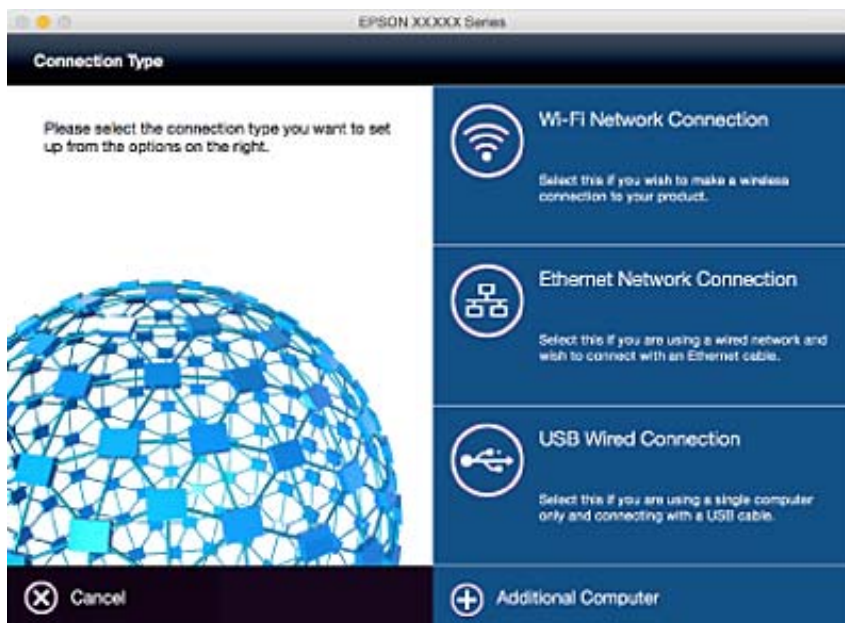 EPSON XXXXX Series
Connection Type
Please select the connection type you want to set
up from the options on the right.
Wi-Fi Network Connection
Select this if you wish to make a wireless
connection to your product.
Ethernet Network Connection
Select this if you are using a wired network and
wish to connect with an Ethernet cable.
USB Wired Connection
Select this if you are using a single computer
only and connecting with a USB cable.
Cancel
Additional Computer